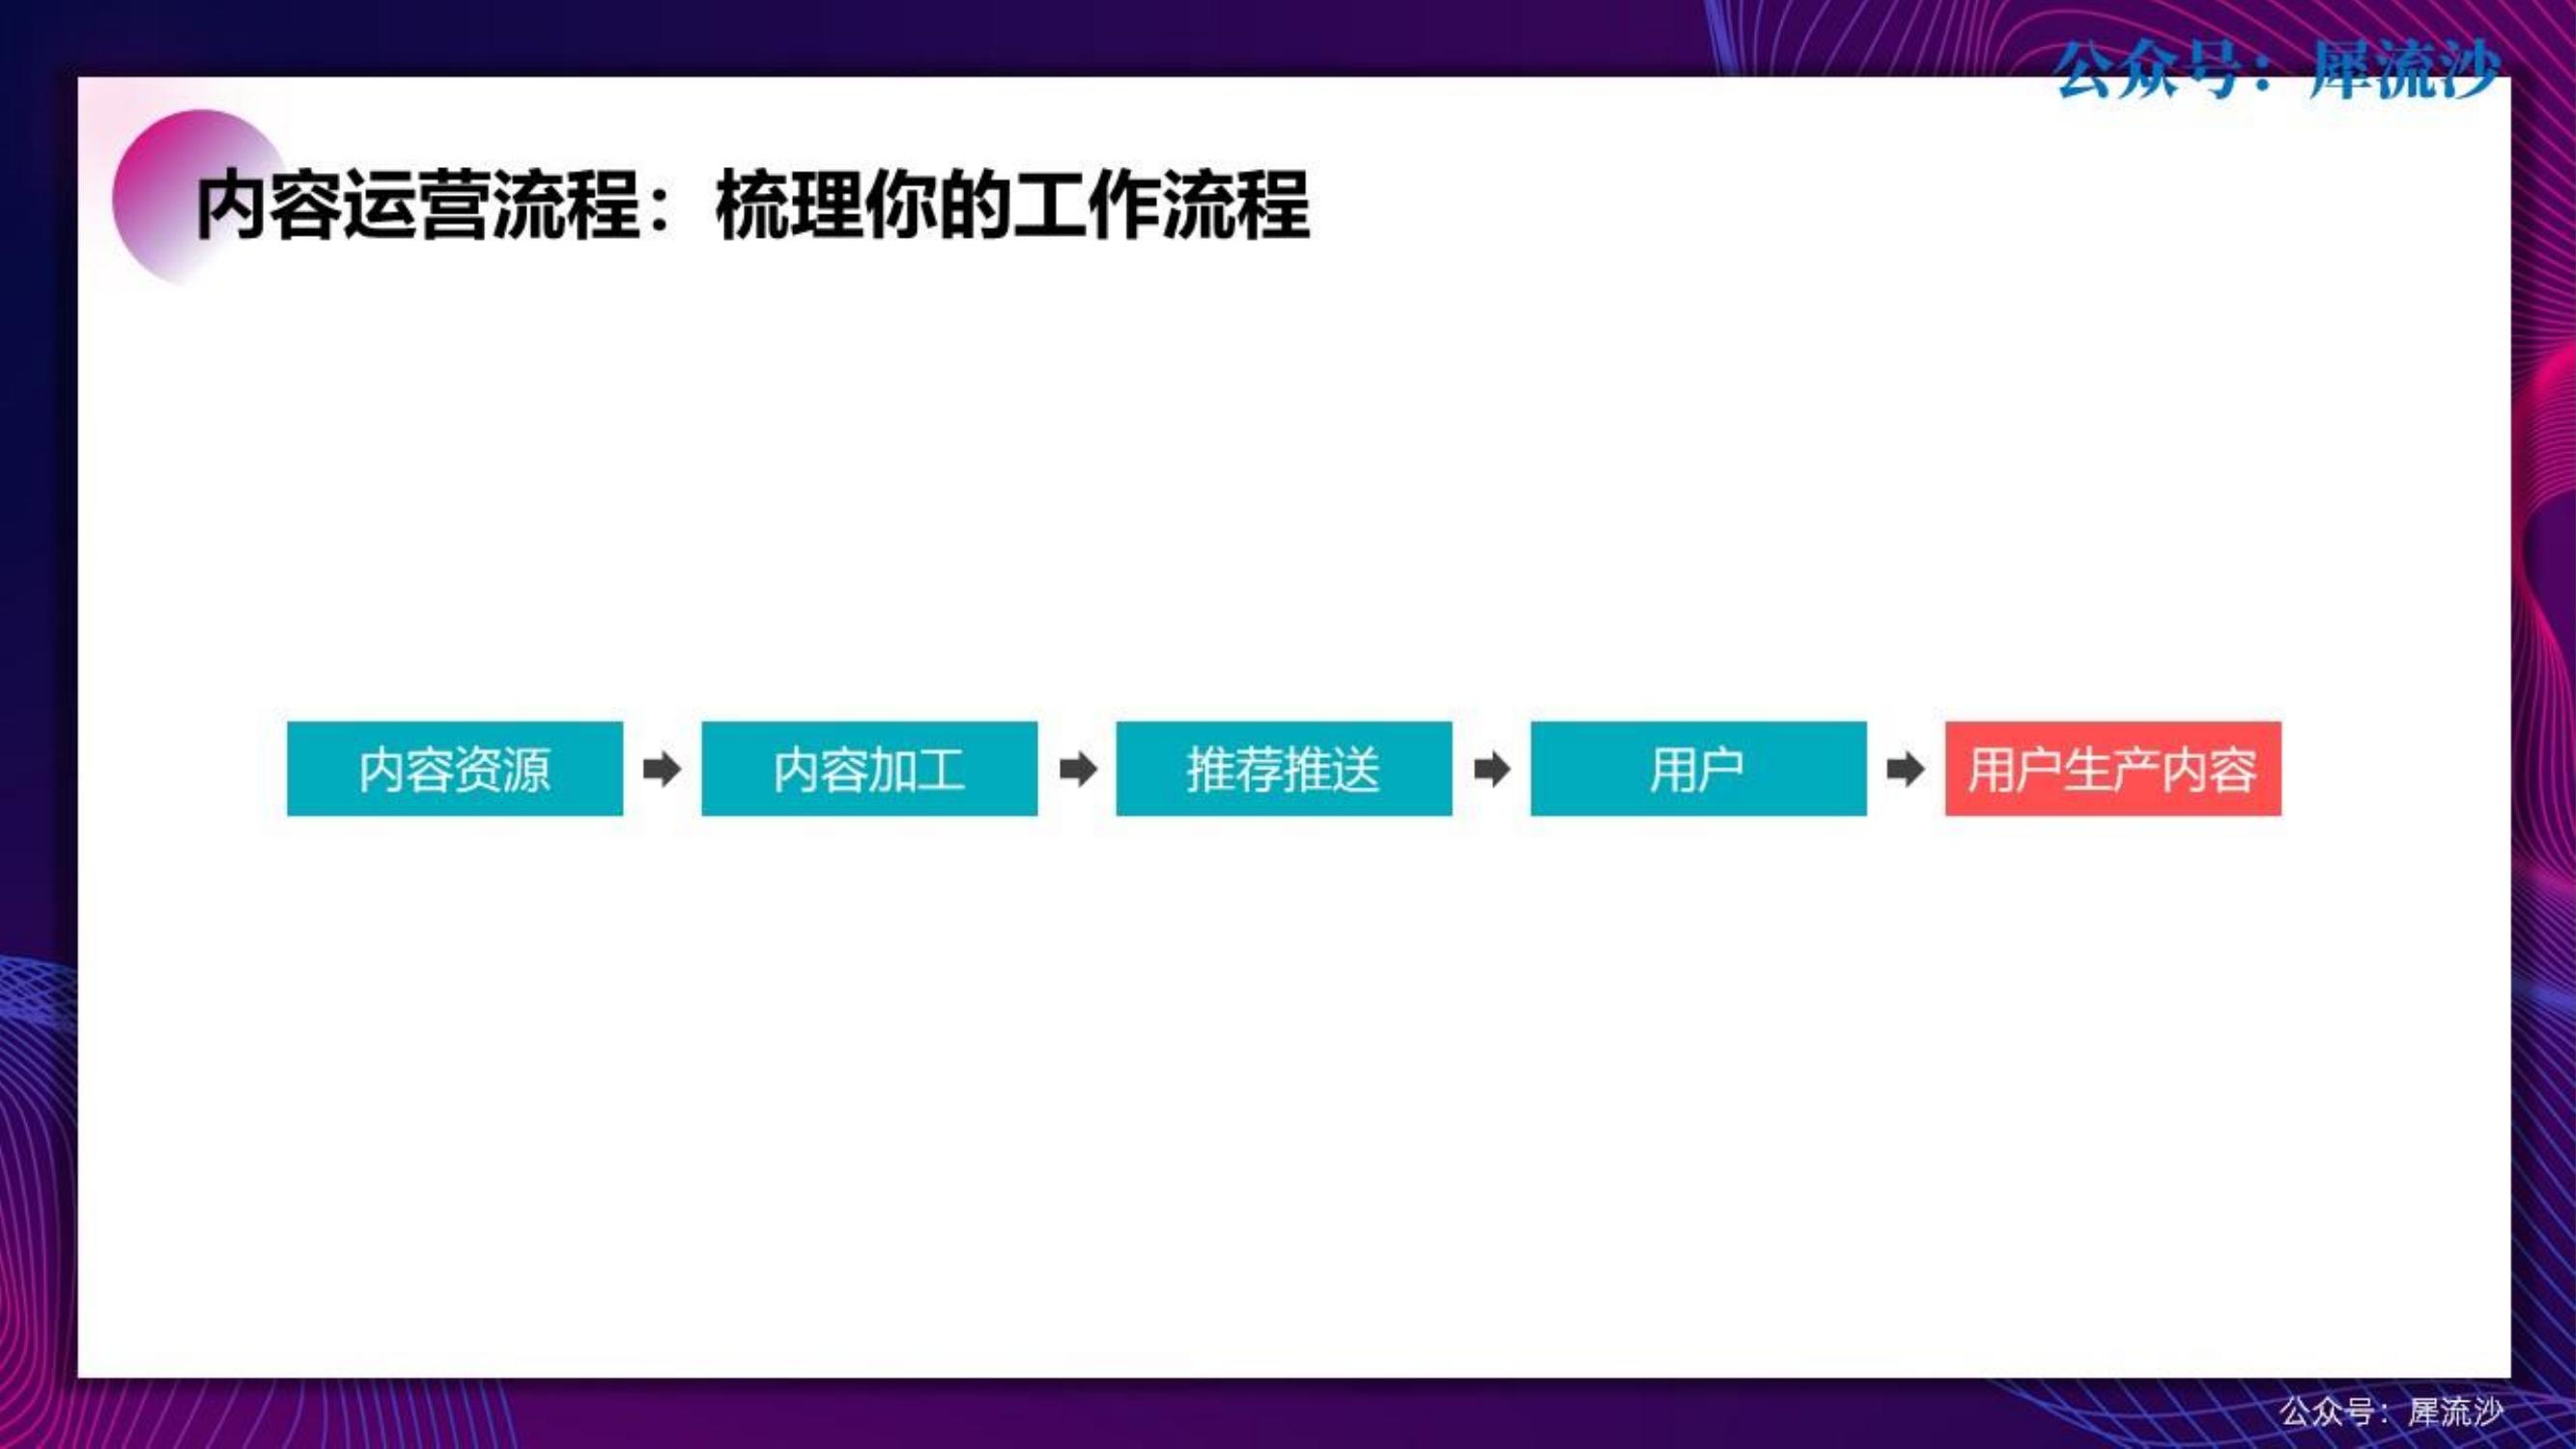 公众号：犀流沙
内容运营流程：梳理你的工作流程
内容资源
内容加工
推荐推送
用户
用户生产内容
公众号：犀流沙